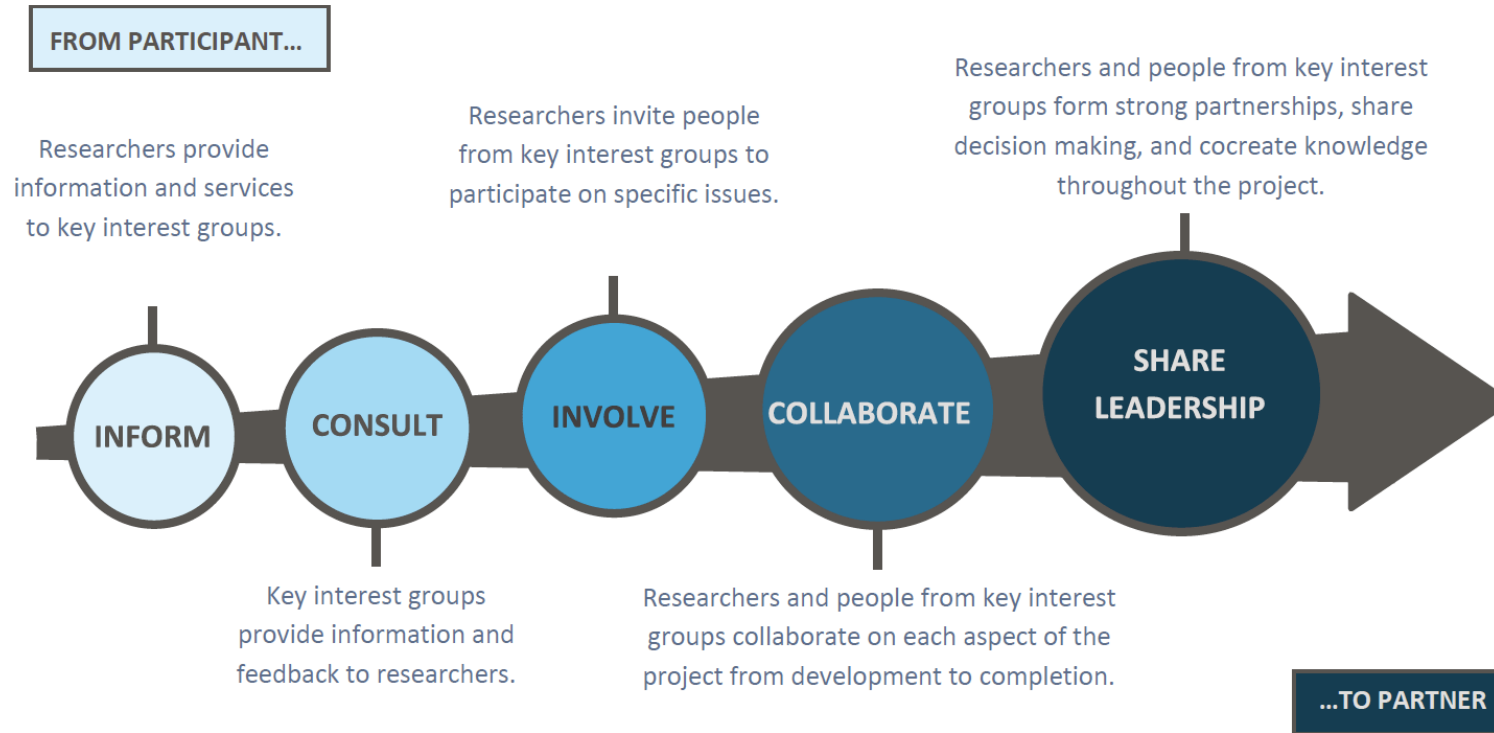 FROM PARTICIPANT...
Researchers provide
information and services
to key interest groups.
Researchers invite people
from key interest groups to
participate on specific issues.
Researchers and people from key interest
groups form strong partnerships, share
decision making, and cocreate knowledge
throughout the project.
INFORM
CONSULT
INVOLVE
COLLABORATE
SHARE
LEADERSHIP
Key interest groups
provide information and
feedback to researchers.
Researchers and people from key interest
groups collaborate on each aspect of the
project from development to completion.
...TO PARTNER